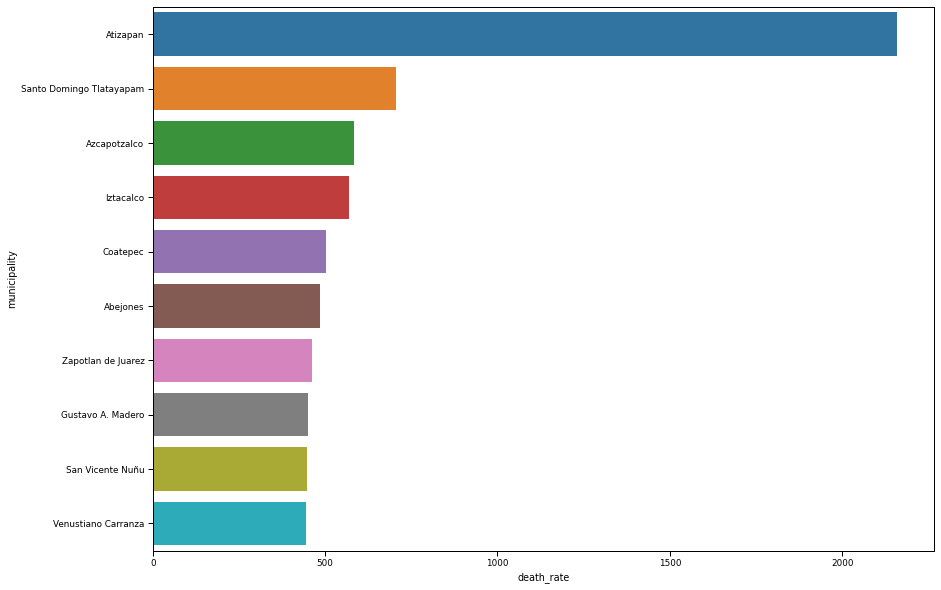 Atizapan
Santo Domingo Tlatayapam
Azcapotzalco
Iztacalco
Coatepec
Abejones
Zapotlan de Juarez
Gustavo A. Madero
San Vicente Nuñu
Venustiano Carranza
municipality
0 500 1000 1500 2000
death_rate